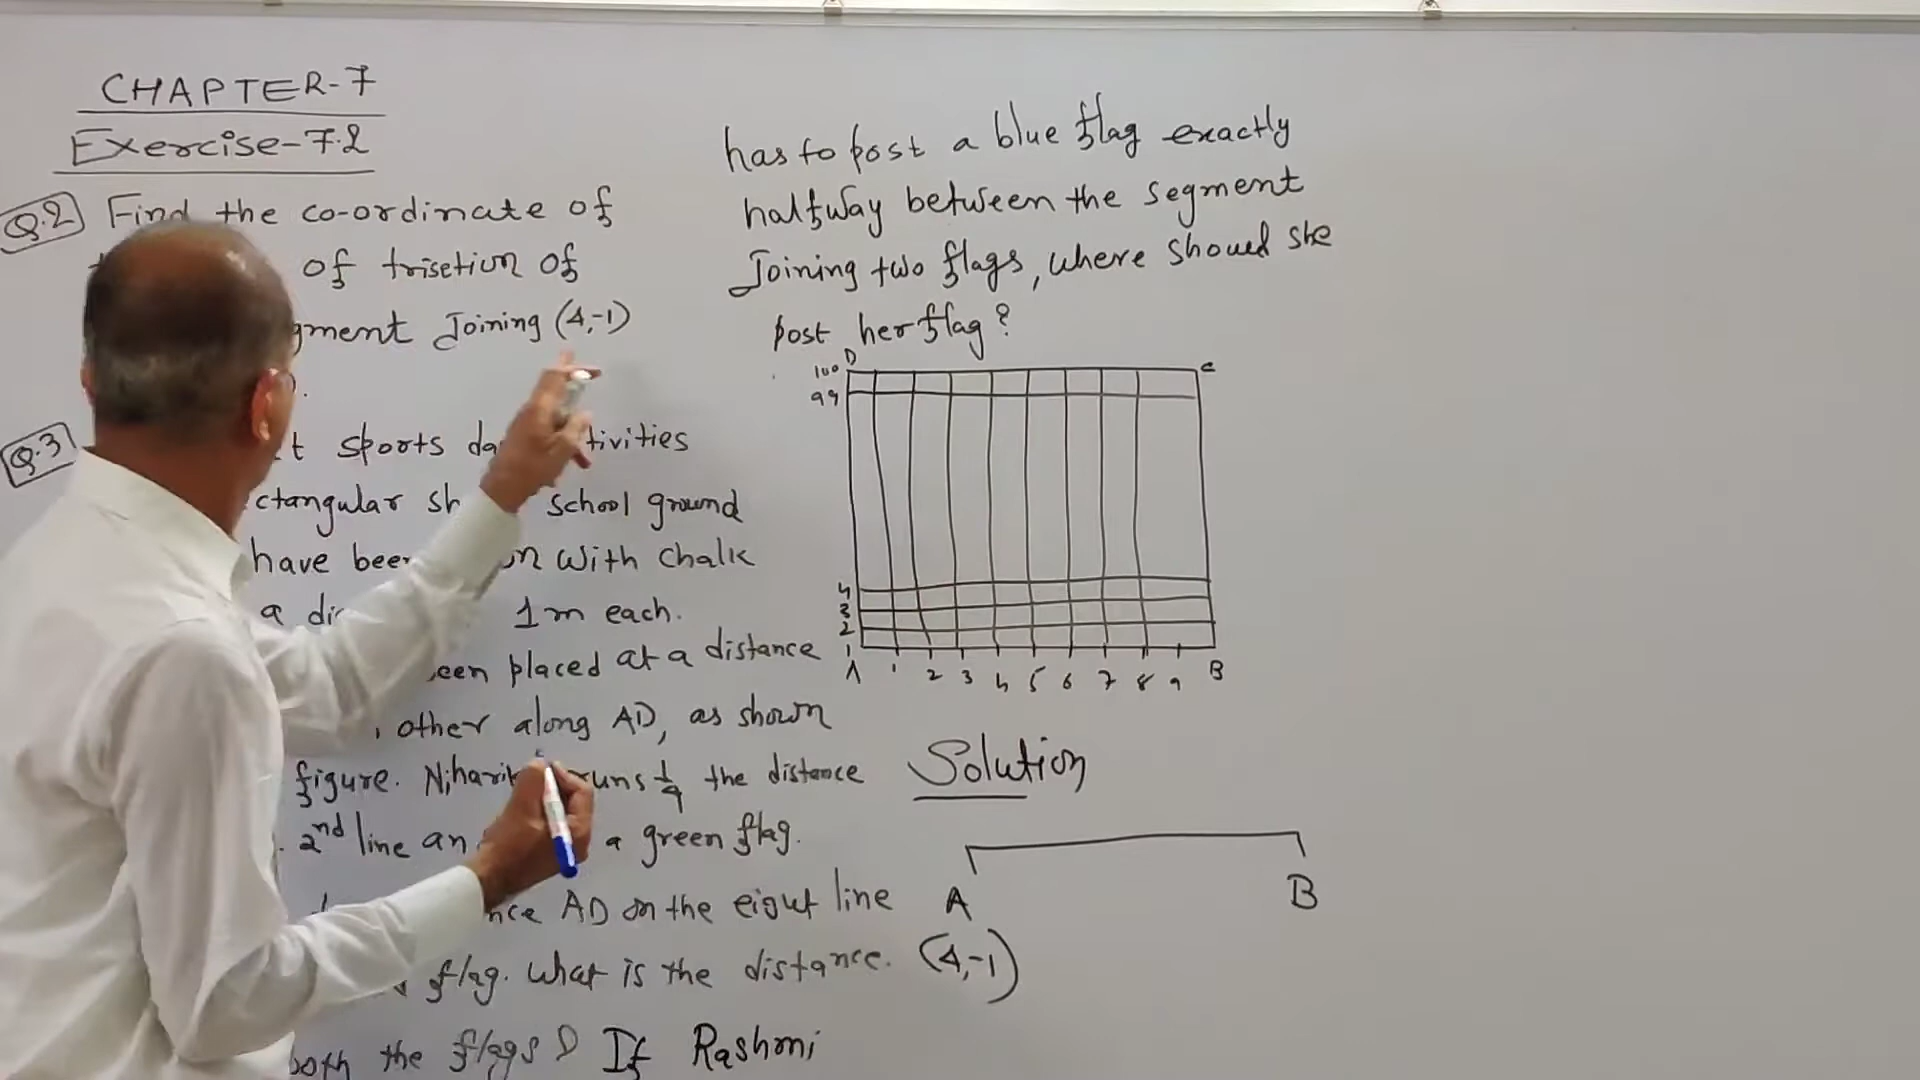 CHAPTER-7
Exercise-7.2
Q.2 Find the co-ordinate of
of trisetion of
gment Joining (4,-1)
Q.3 t sports da tivities
ctangular sh school ground
have bee n with chalk
a di 1m each.
een placed at a distance
other along AD, as shown
figure. Niharik runs 1/4 the distance
2nd line an a green flag.
nce AD on the eight line
flag. What is the distance.
both the flags ? If Rashmi
has to post a blue flag exactly
halfway between the segment
Joining two flags, where should she
post her flag?
D C
100
99
4
3
2
1
A 1 2 3 4 5 6 7 8 9 B
Solution
A B
(4,-1)